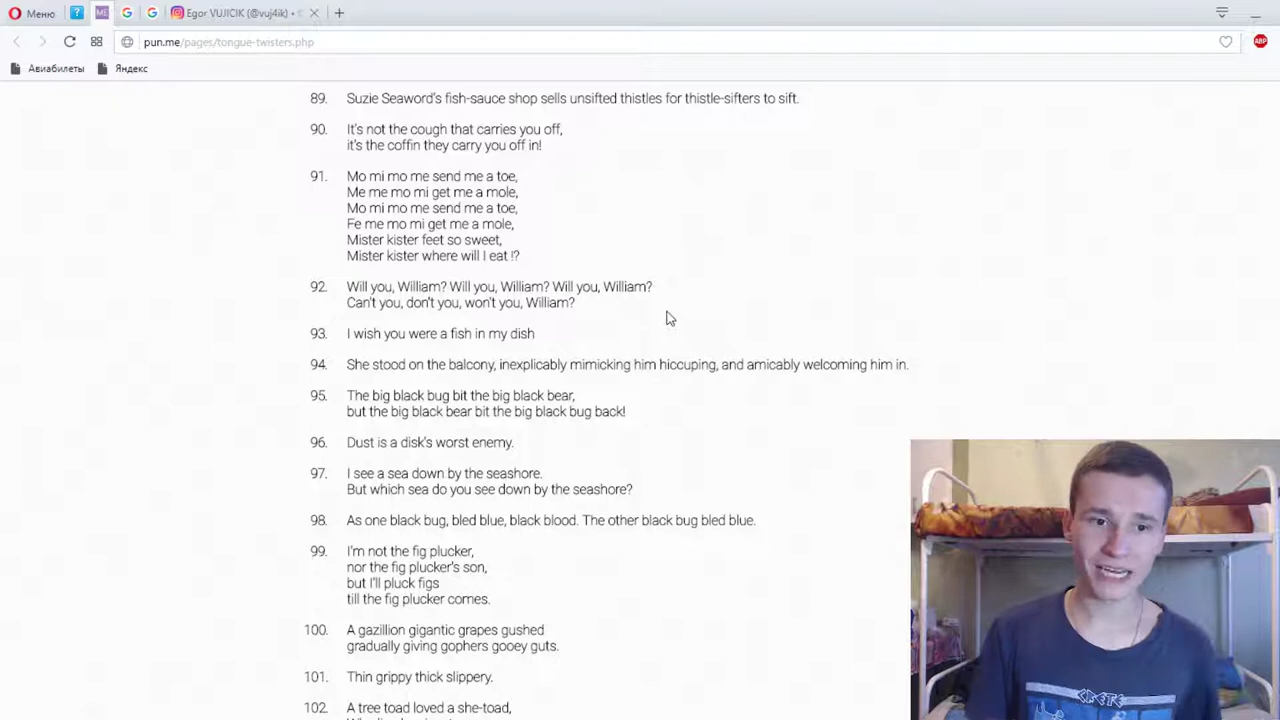 Меню
?
ME
Egor VUJICIK (@vuj4ik) •
pun.me/pages/tongue-twisters.php
ABP
Авиабилеты
Яндекс
89. Suzie Seaword's fish-sauce shop sells unsifted thistles for thistle-sifters to sift.
90. It's not the cough that carries you off,
it's the coffin they carry you off in!
91. Mo mi mo me send me a toe,
Me me mo mi get me a mole,
Mo mi mo me send me a toe,
Fe me mo mi get me a mole,
Mister kister feet so sweet,
Mister kister where will I eat !?
92. Will you, William? Will you, William? Will you, William?
Can't you, don't you, won't you, William?
93. I wish you were a fish in my dish
94. She stood on the balcony, inexplicably mimicking him hiccuping, and amicably welcoming him in.
95. The big black bug bit the big black bear,
but the big black bear bit the big black bug back!
96. Dust is a disk's worst enemy.
97. I see a sea down by the seashore.
But which sea do you see down by the seashore?
98. As one black bug, bled blue, black blood. The other black bug bled blue.
99. I'm not the fig plucker,
nor the fig plucker's son,
but I'll pluck figs
till the fig plucker comes.
100. A gazillion gigantic grapes gushed
gradually giving gophers gooey guts.
101. Thin grippy thick slippery.
102. A tree toad loved a she-toad,
CRETE